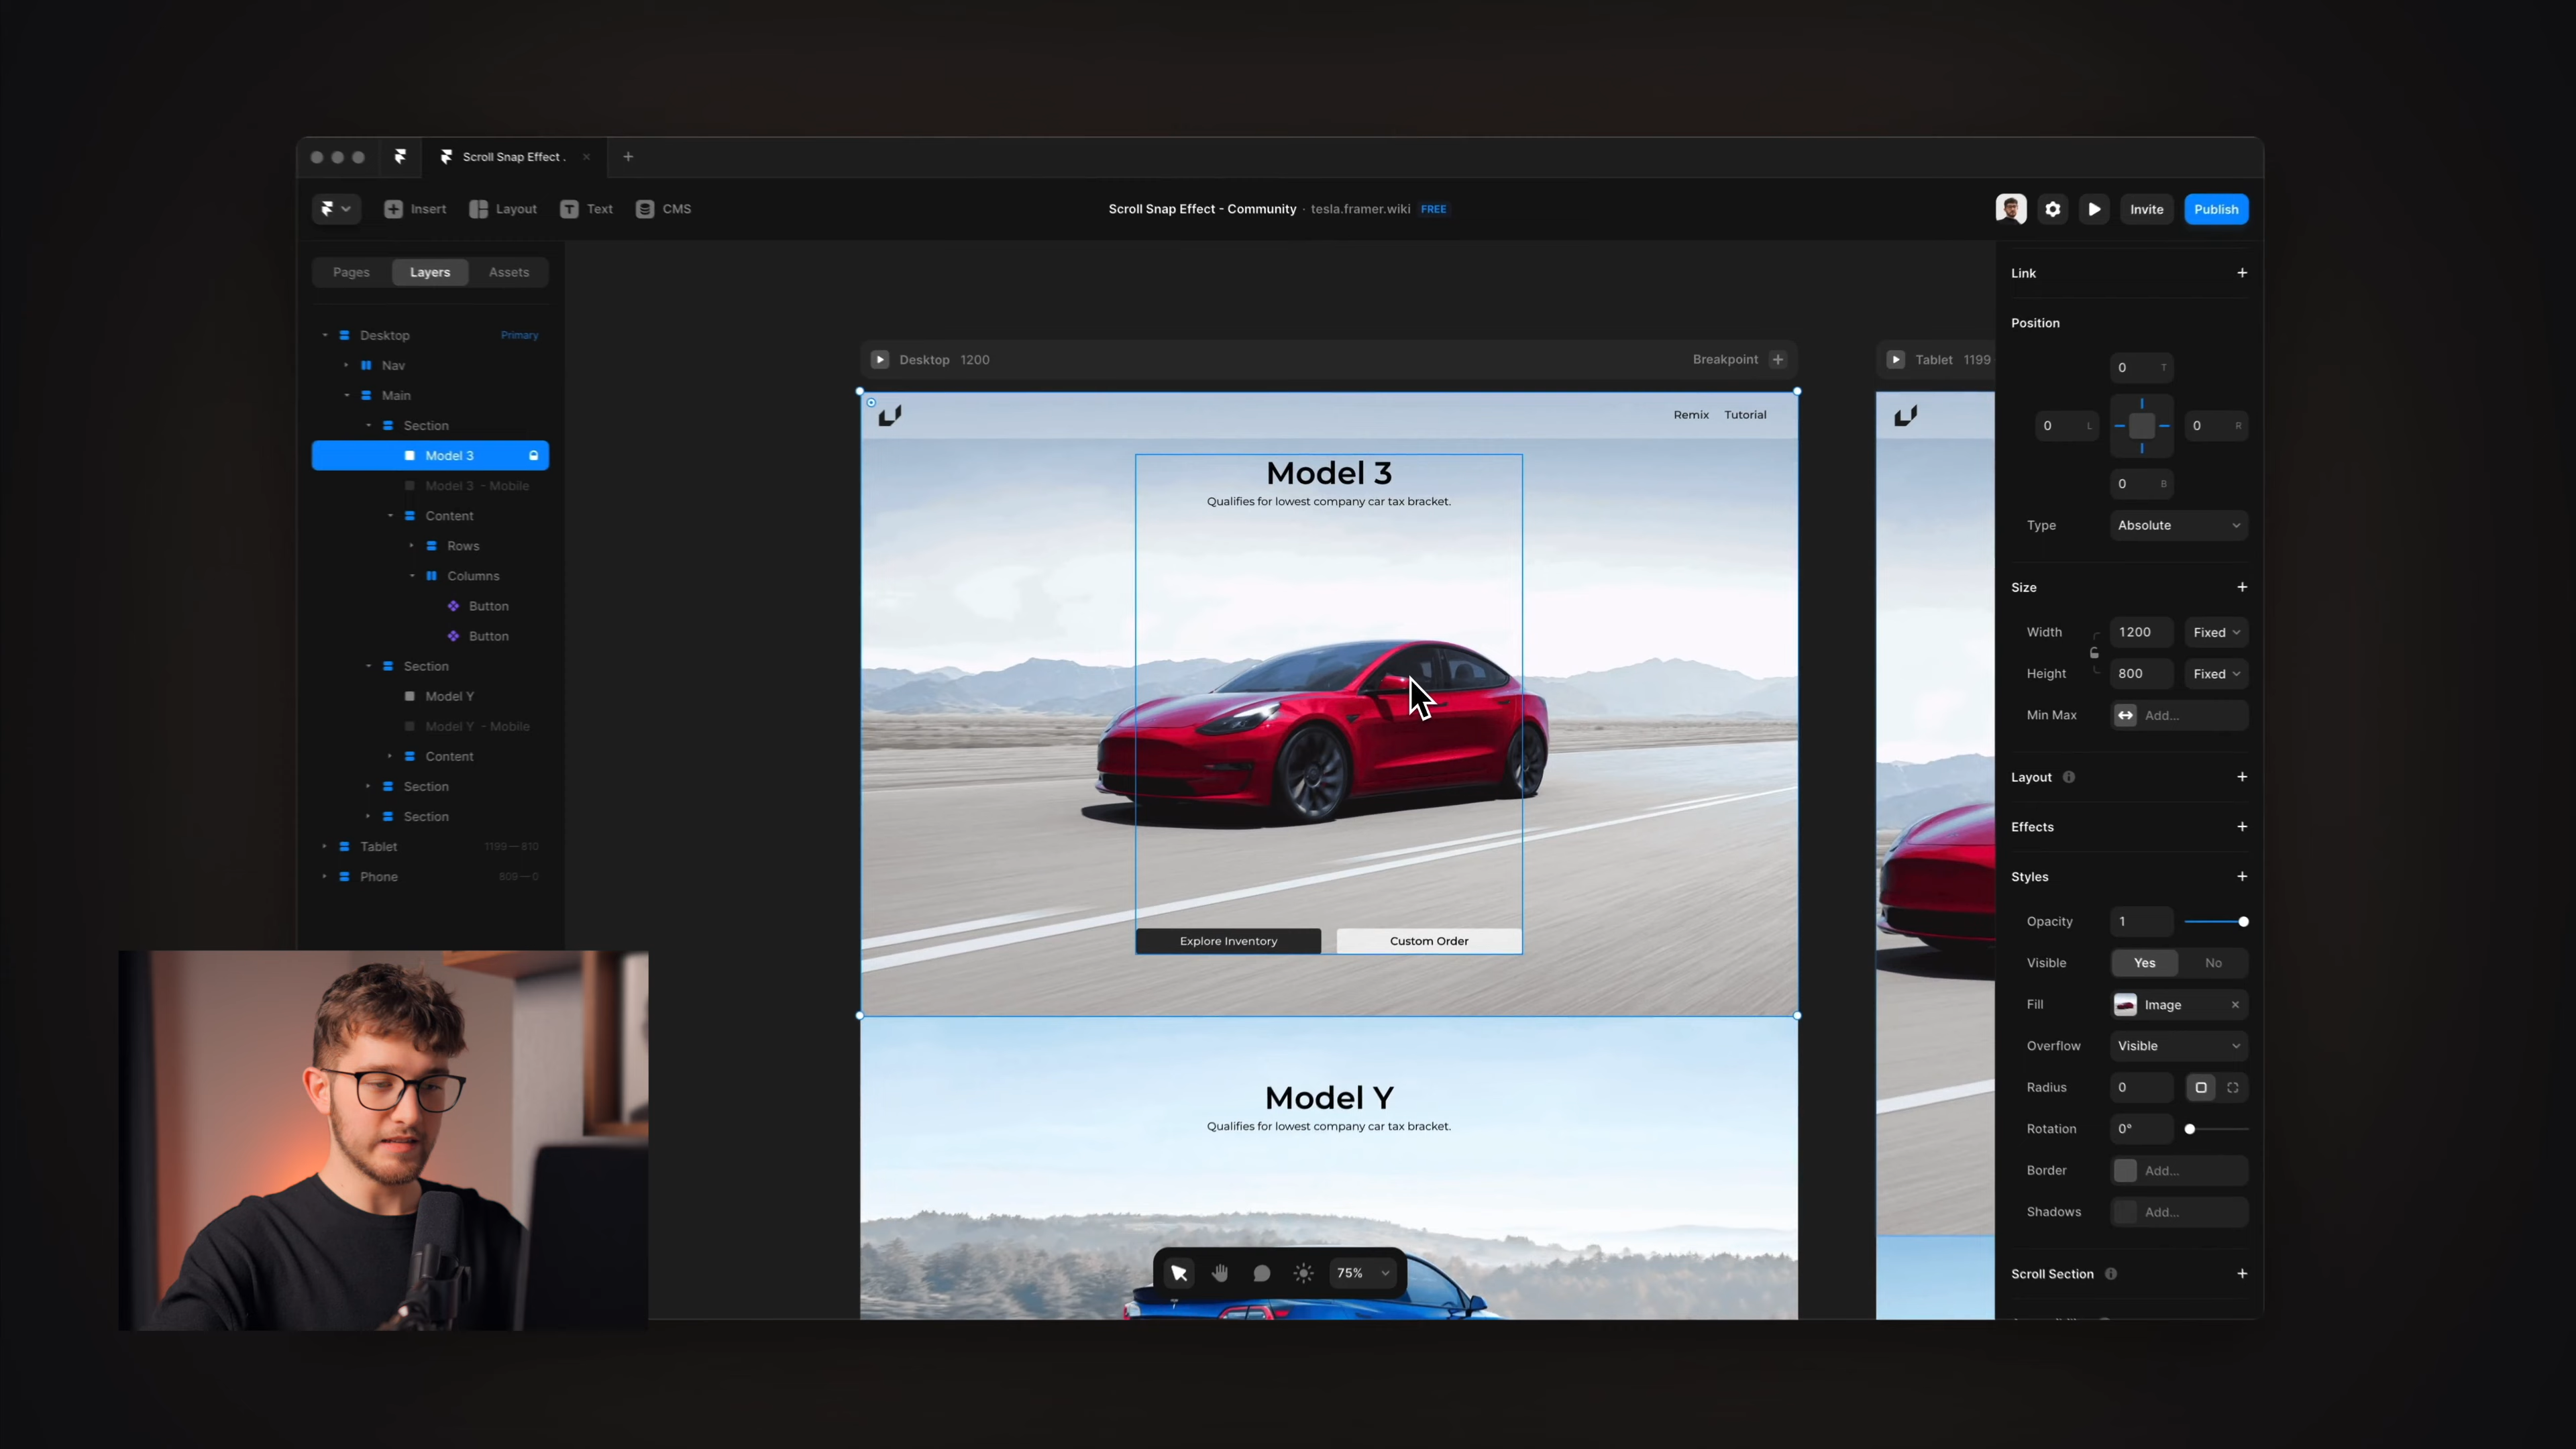 Scroll Snap Effect .
Insert
Layout
Text
CMS
Scroll Snap Effect - Community · tesla.framer.wiki FREE
Invite
Publish
Pages
Layers
Assets
Desktop Primary
Nav
Main
Section
Model 3
Model 3 - Mobile
Content
Rows
Columns
Button
Button
Section
Model Y
Model Y - Mobile
Content
Section
Section
Tablet 1199—810
Phone 809—0
Desktop 1200
Breakpoint
Tablet 1199
Remix Tutorial
Model 3
Qualifies for lowest company car tax bracket.
Explore Inventory
Custom Order
Model Y
Qualifies for lowest company car tax bracket.
75%
Link
Position
0 T
0 L
0 R
0 B
Type Absolute
Size
Width 1200 Fixed
Height 800 Fixed
Min Max Add...
Layout
Effects
Styles
Opacity 1
Visible Yes No
Fill Image
Overflow Visible
Radius 0
Rotation 0°
Border Add...
Shadows Add...
Scroll Section